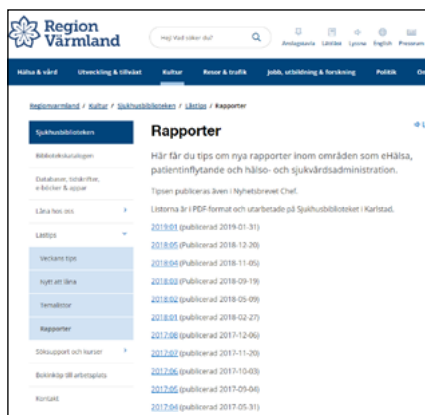 Region
Värmland
Hej! Vad söker du?
Anslagstavla Lättläst Lyssna English Pressrum
Hälsa & vård Utveckling & tillväxt Kultur Resor & trafik Jobb, utbildning & forskning Politik
Regionvarmland / Kultur / Sjukhusbiblioteken / Lästips / Rapporter
Sjukhusbiblioteken
Bibliotekskatalogen
Databaser, tidskrifter,
e-böcker & appar
Låna hos oss
Lästips
Veckans tips
Nytt att låna
Temalistor
Rapporter
Söksupport och kurser
Bokinköp till arbetsplats
Kontakt
Rapporter
Här får du tips om nya rapporter inom områden som eHälsa,
patientinflytande och hälso- och sjukvårdsadministration.
Tipsen publiceras även i Nyhetsbrevet Chef.
Listorna är i PDF-format och utarbetade på Sjukhusbiblioteket i Karlstad.
2019:01 (publicerad 2019-01-31)
2018:05 (publicerad 2018-12-20)
2018:04 (publicerad 2018-11-05)
2018:03 (publicerad 2018-09-19)
2018:02 (publicerad 2018-05-09)
2018:01 (publicerad 2018-02-27)
2017:08 (publicerad 2017-12-06)
2017:07 (publicerad 2017-11-20)
2017:06 (publicerad 2017-10-03)
2017:05 (publicerad 2017-09-04)
2017:04 (publicerad 2017-05-31)